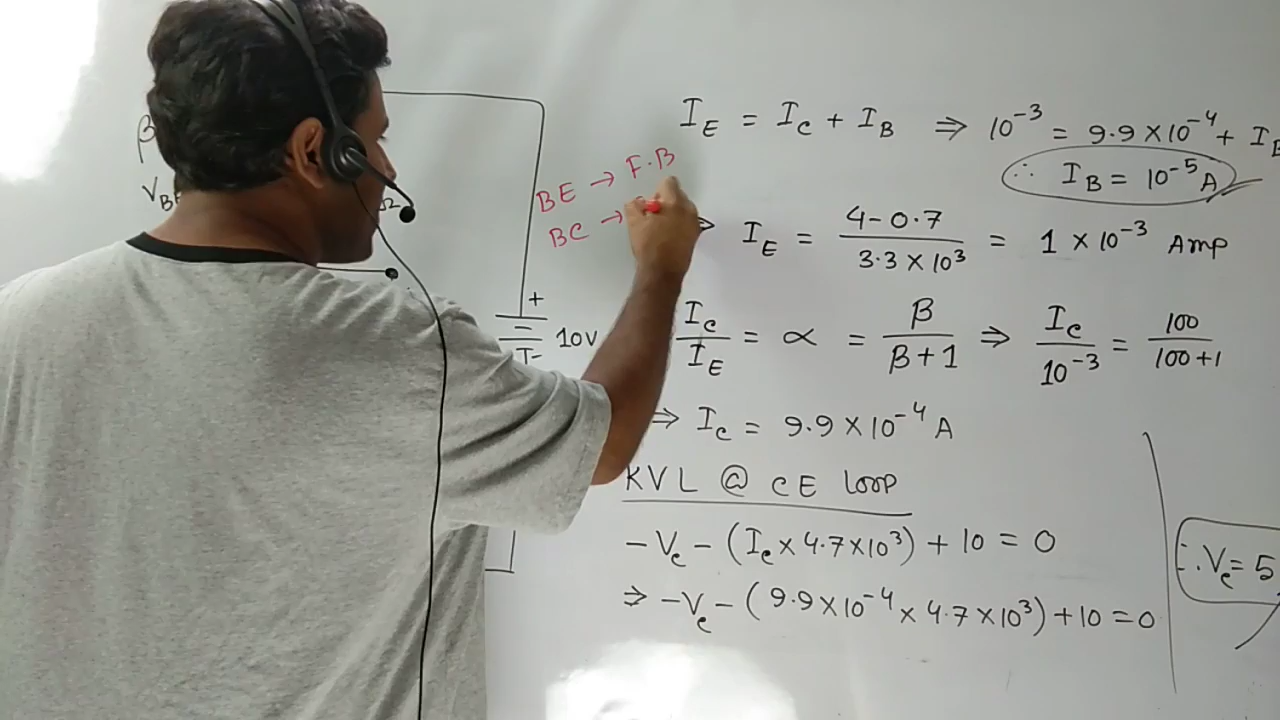 β
V_BE
Ω
+
10V
-
BE → F.B
BC →
I_E = I_C + I_B ⇒ 10^-3 = 9.9 × 10^-4 + I_B
∴ I_B = 10^-5 A
⇒ I_E = (4 - 0.7) / (3.3 × 10^3) = 1 × 10^-3 Amp
I_C / I_E = α = β / (β + 1) ⇒ I_C / 10^-3 = 100 / (100 + 1)
⇒ I_C = 9.9 × 10^-4 A
KVL @ CE loop
-V_C - (I_C × 4.7 × 10^3) + 10 = 0
⇒ -V_C - (9.9 × 10^-4 × 4.7 × 10^3) + 10 = 0
∴ V_C = 5